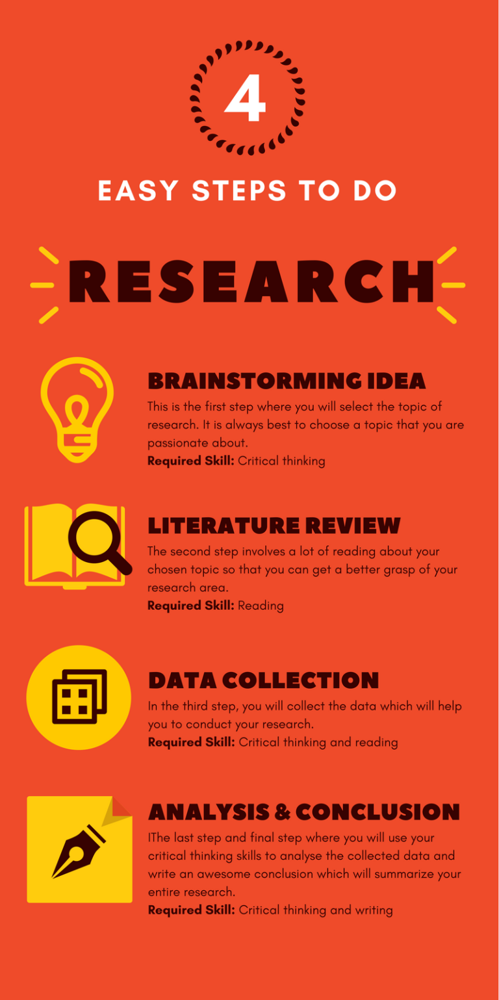 4
EASY STEPS TO DO
RESEARCH
BRAINSTORMING IDEA
This is the first step where you will select the topic of
research. It is always best to choose a topic that you are
passionate about.
Required Skill: Critical thinking
LITERATURE REVIEW
The second step involves a lot of reading about your
chosen topic so that you can get a better grasp of your
research area.
Required Skill: Reading
DATA COLLECTION
In the third step, you will collect the data which will help
you to conduct your research.
Required Skill: Critical thinking and reading
ANALYSIS & CONCLUSION
IThe last step and final step where you will use your
critical thinking skills to analyse the collected data and
write an awesome conclusion which will summarize your
entire research.
Required Skill: Critical thinking and writing